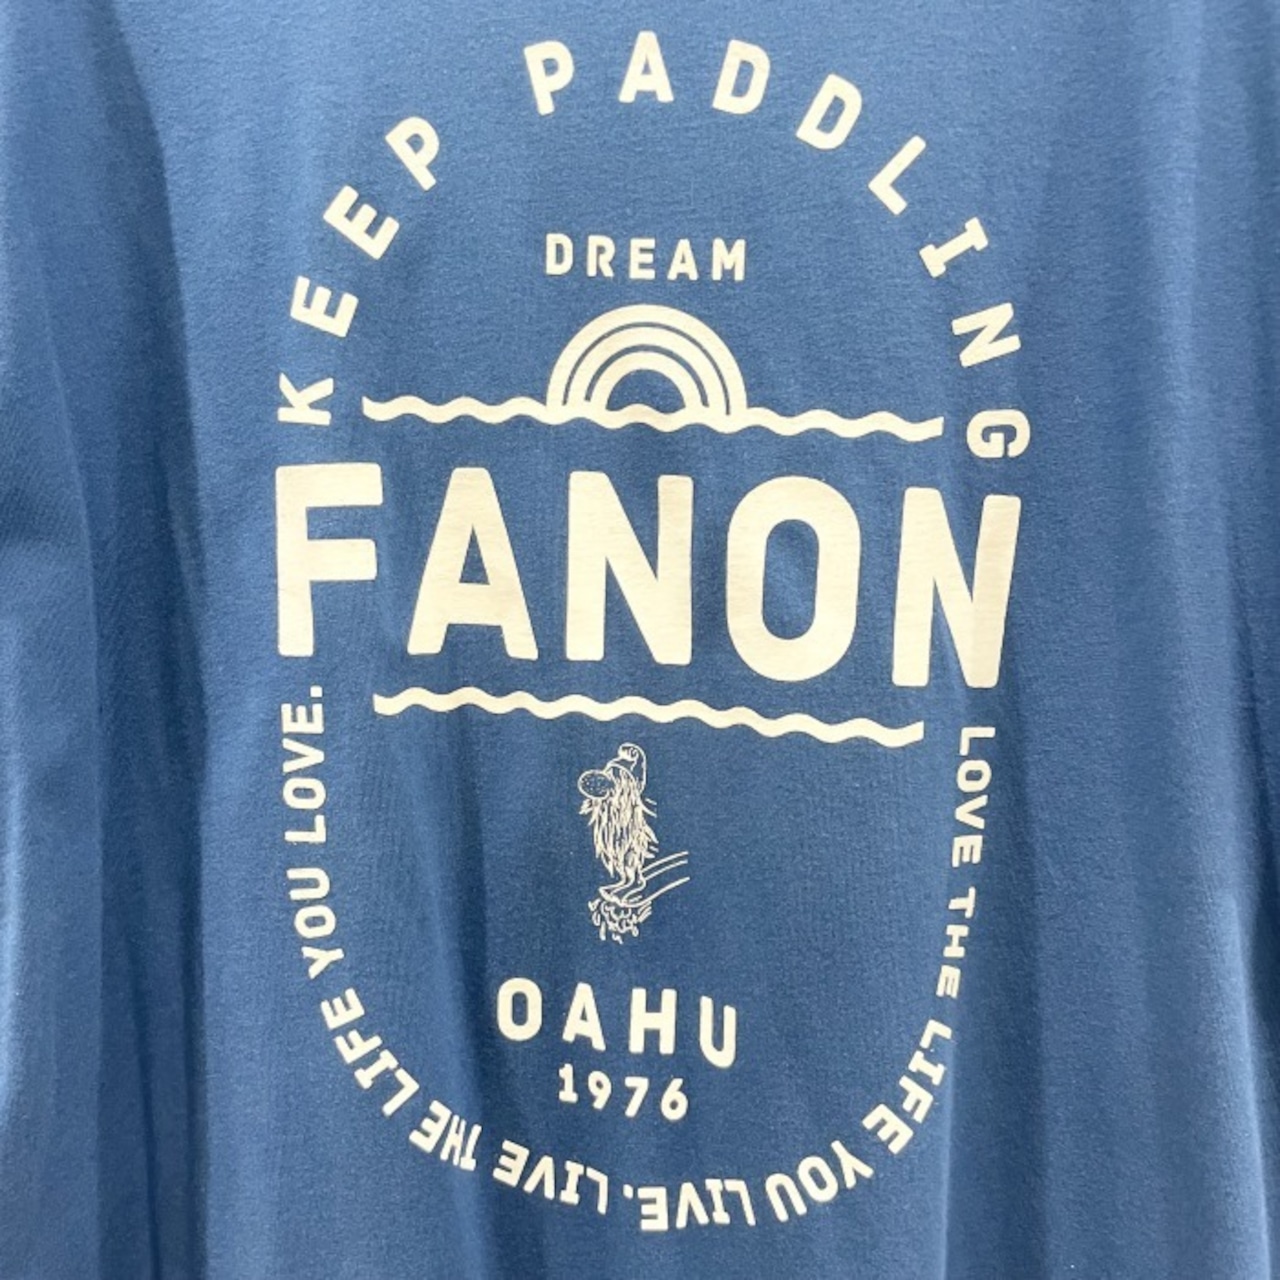 KEEP PADDLING
DREAM
FANON
OAHU
1976
LOVE THE LIFE YOU LIVE. LIVE THE LIFE YOU LOVE.